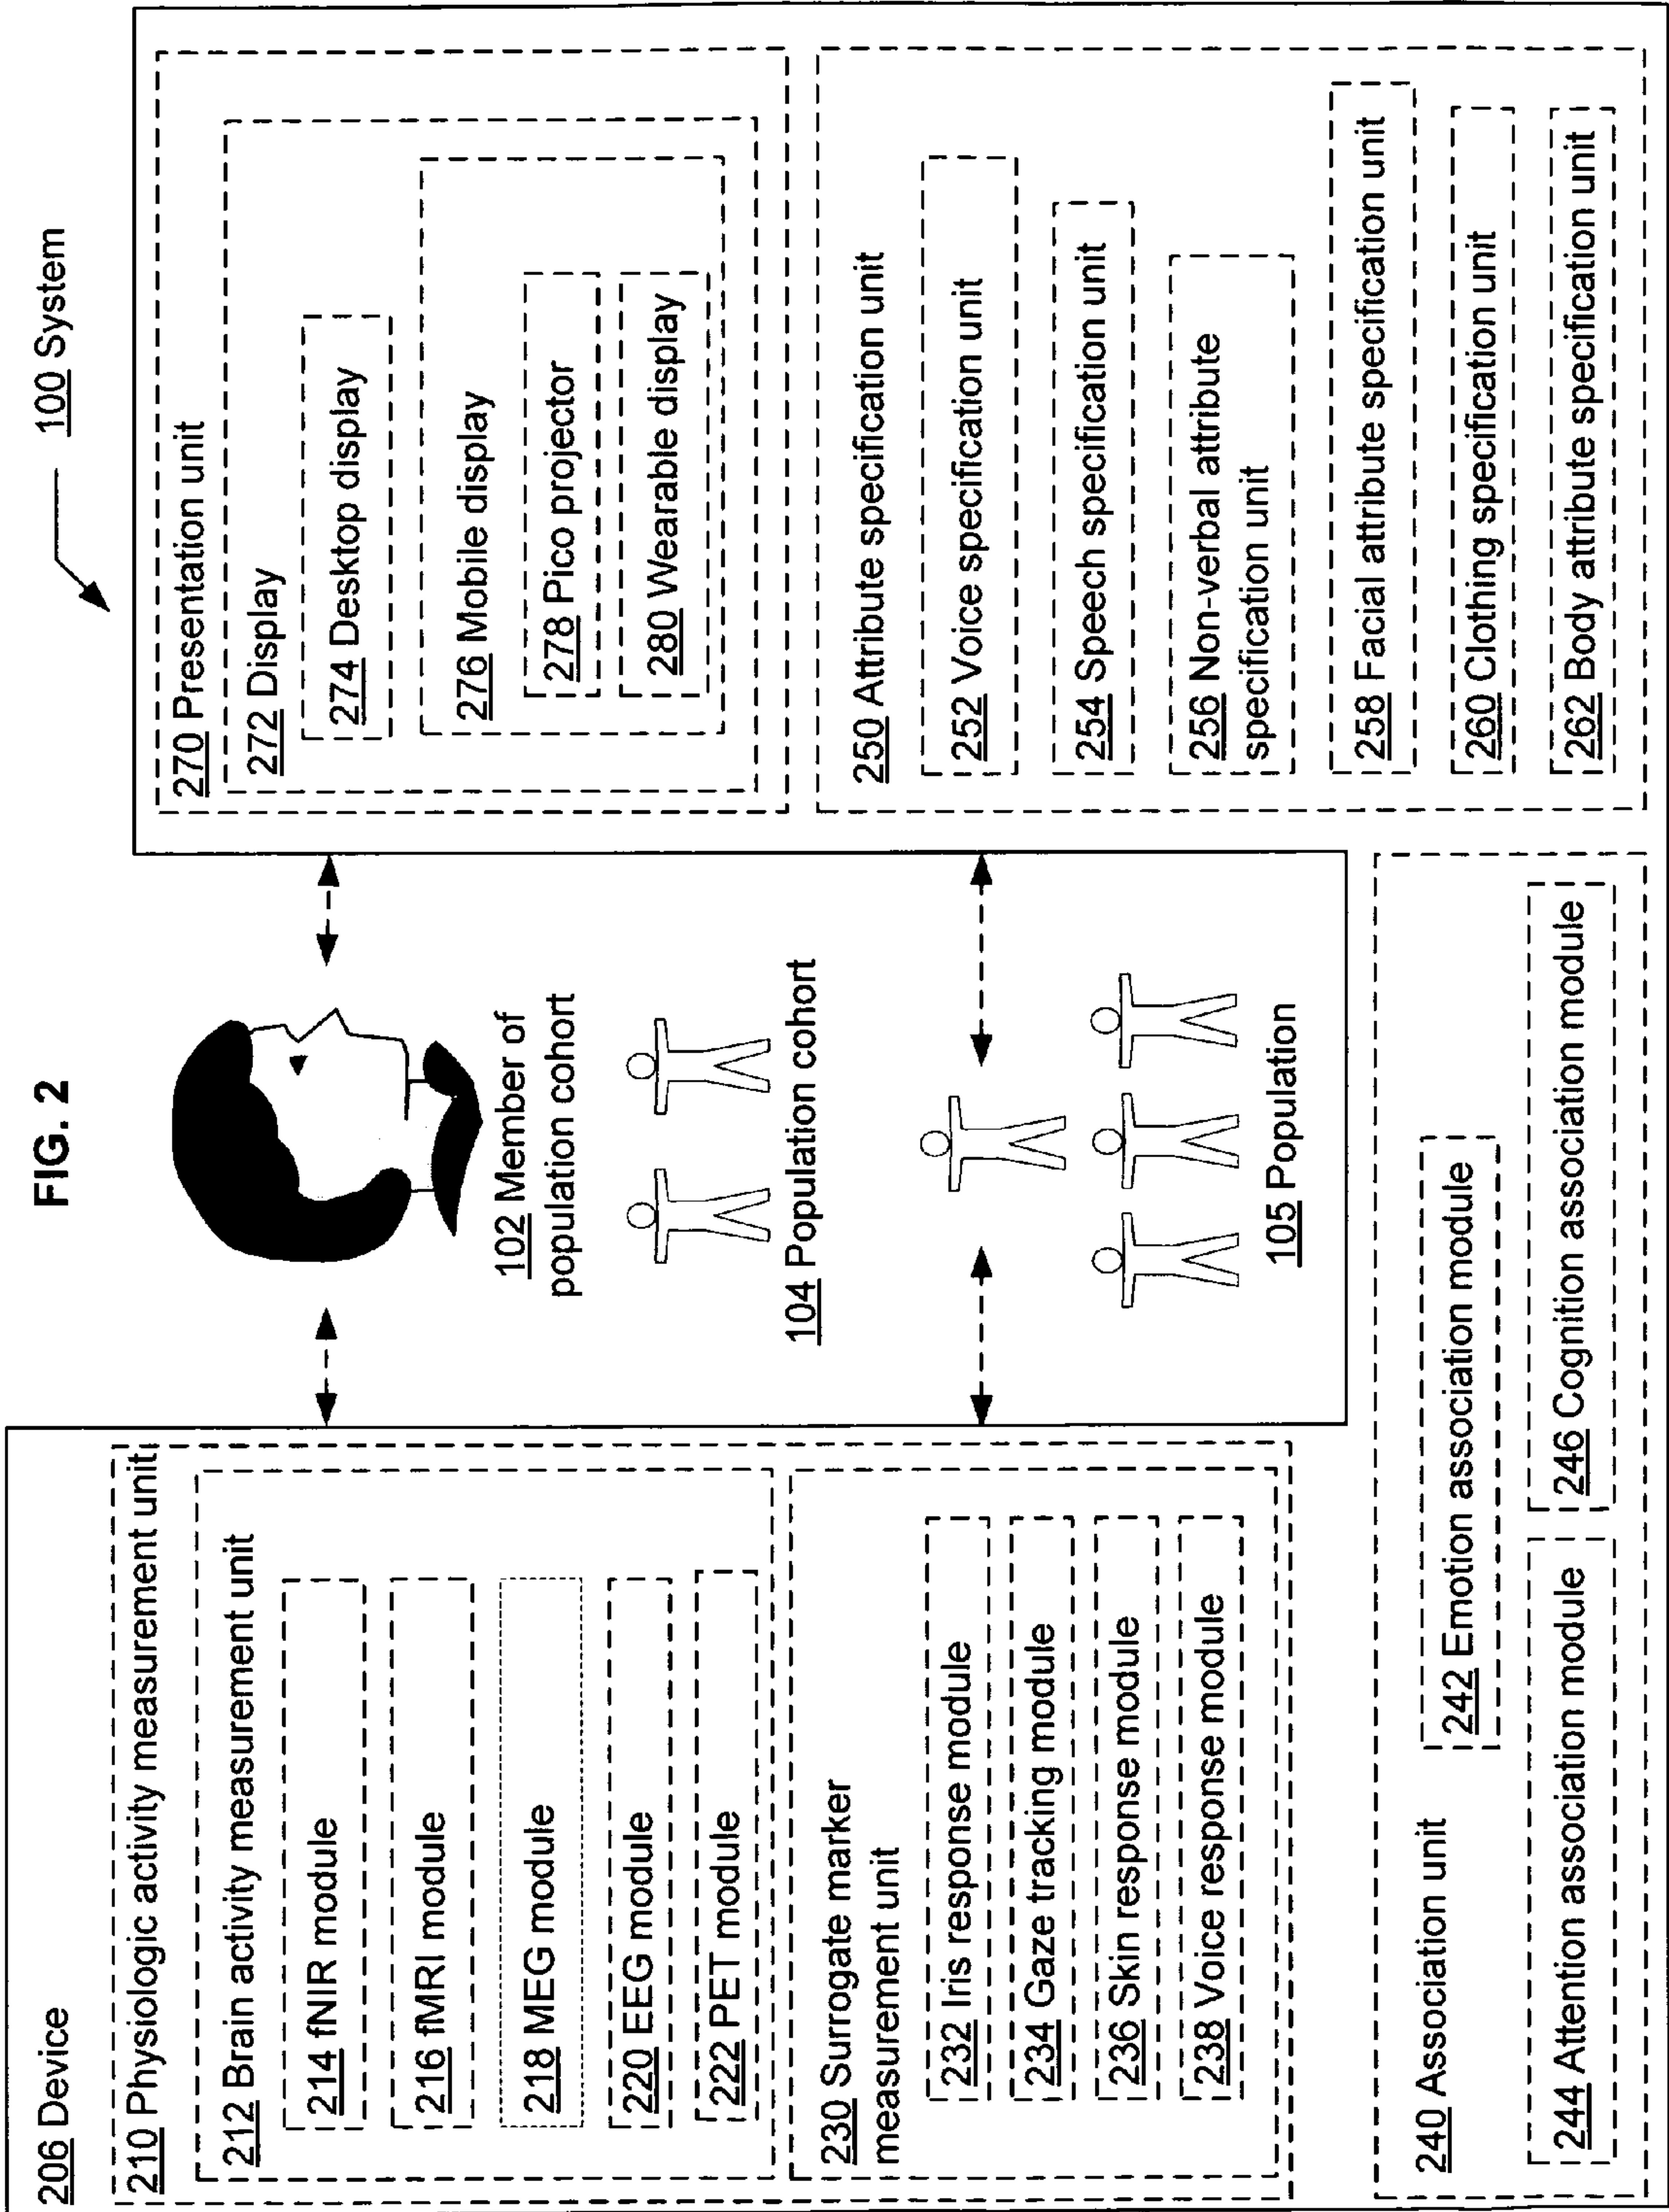 FIG. 2
100 System
206 Device
210 Physiologic activity measurement unit
212 Brain activity measurement unit
214 fNIR module
216 fMRI module
218 MEG module
220 EEG module
222 PET module
230 Surrogate marker
measurement unit
232 Iris response module
234 Gaze tracking module
236 Skin response module
238 Voice response module
102 Member of
population cohort
104 Population cohort
105 Population
270 Presentation unit
272 Display
274 Desktop display
276 Mobile display
278 Pico projector
280 Wearable display
250 Attribute specification unit
252 Voice specification unit
254 Speech specification unit
256 Non-verbal attribute
specification unit
258 Facial attribute specification unit
260 Clothing specification unit
262 Body attribute specification unit
240 Association unit
242 Emotion association module
244 Attention association module
246 Cognition association module